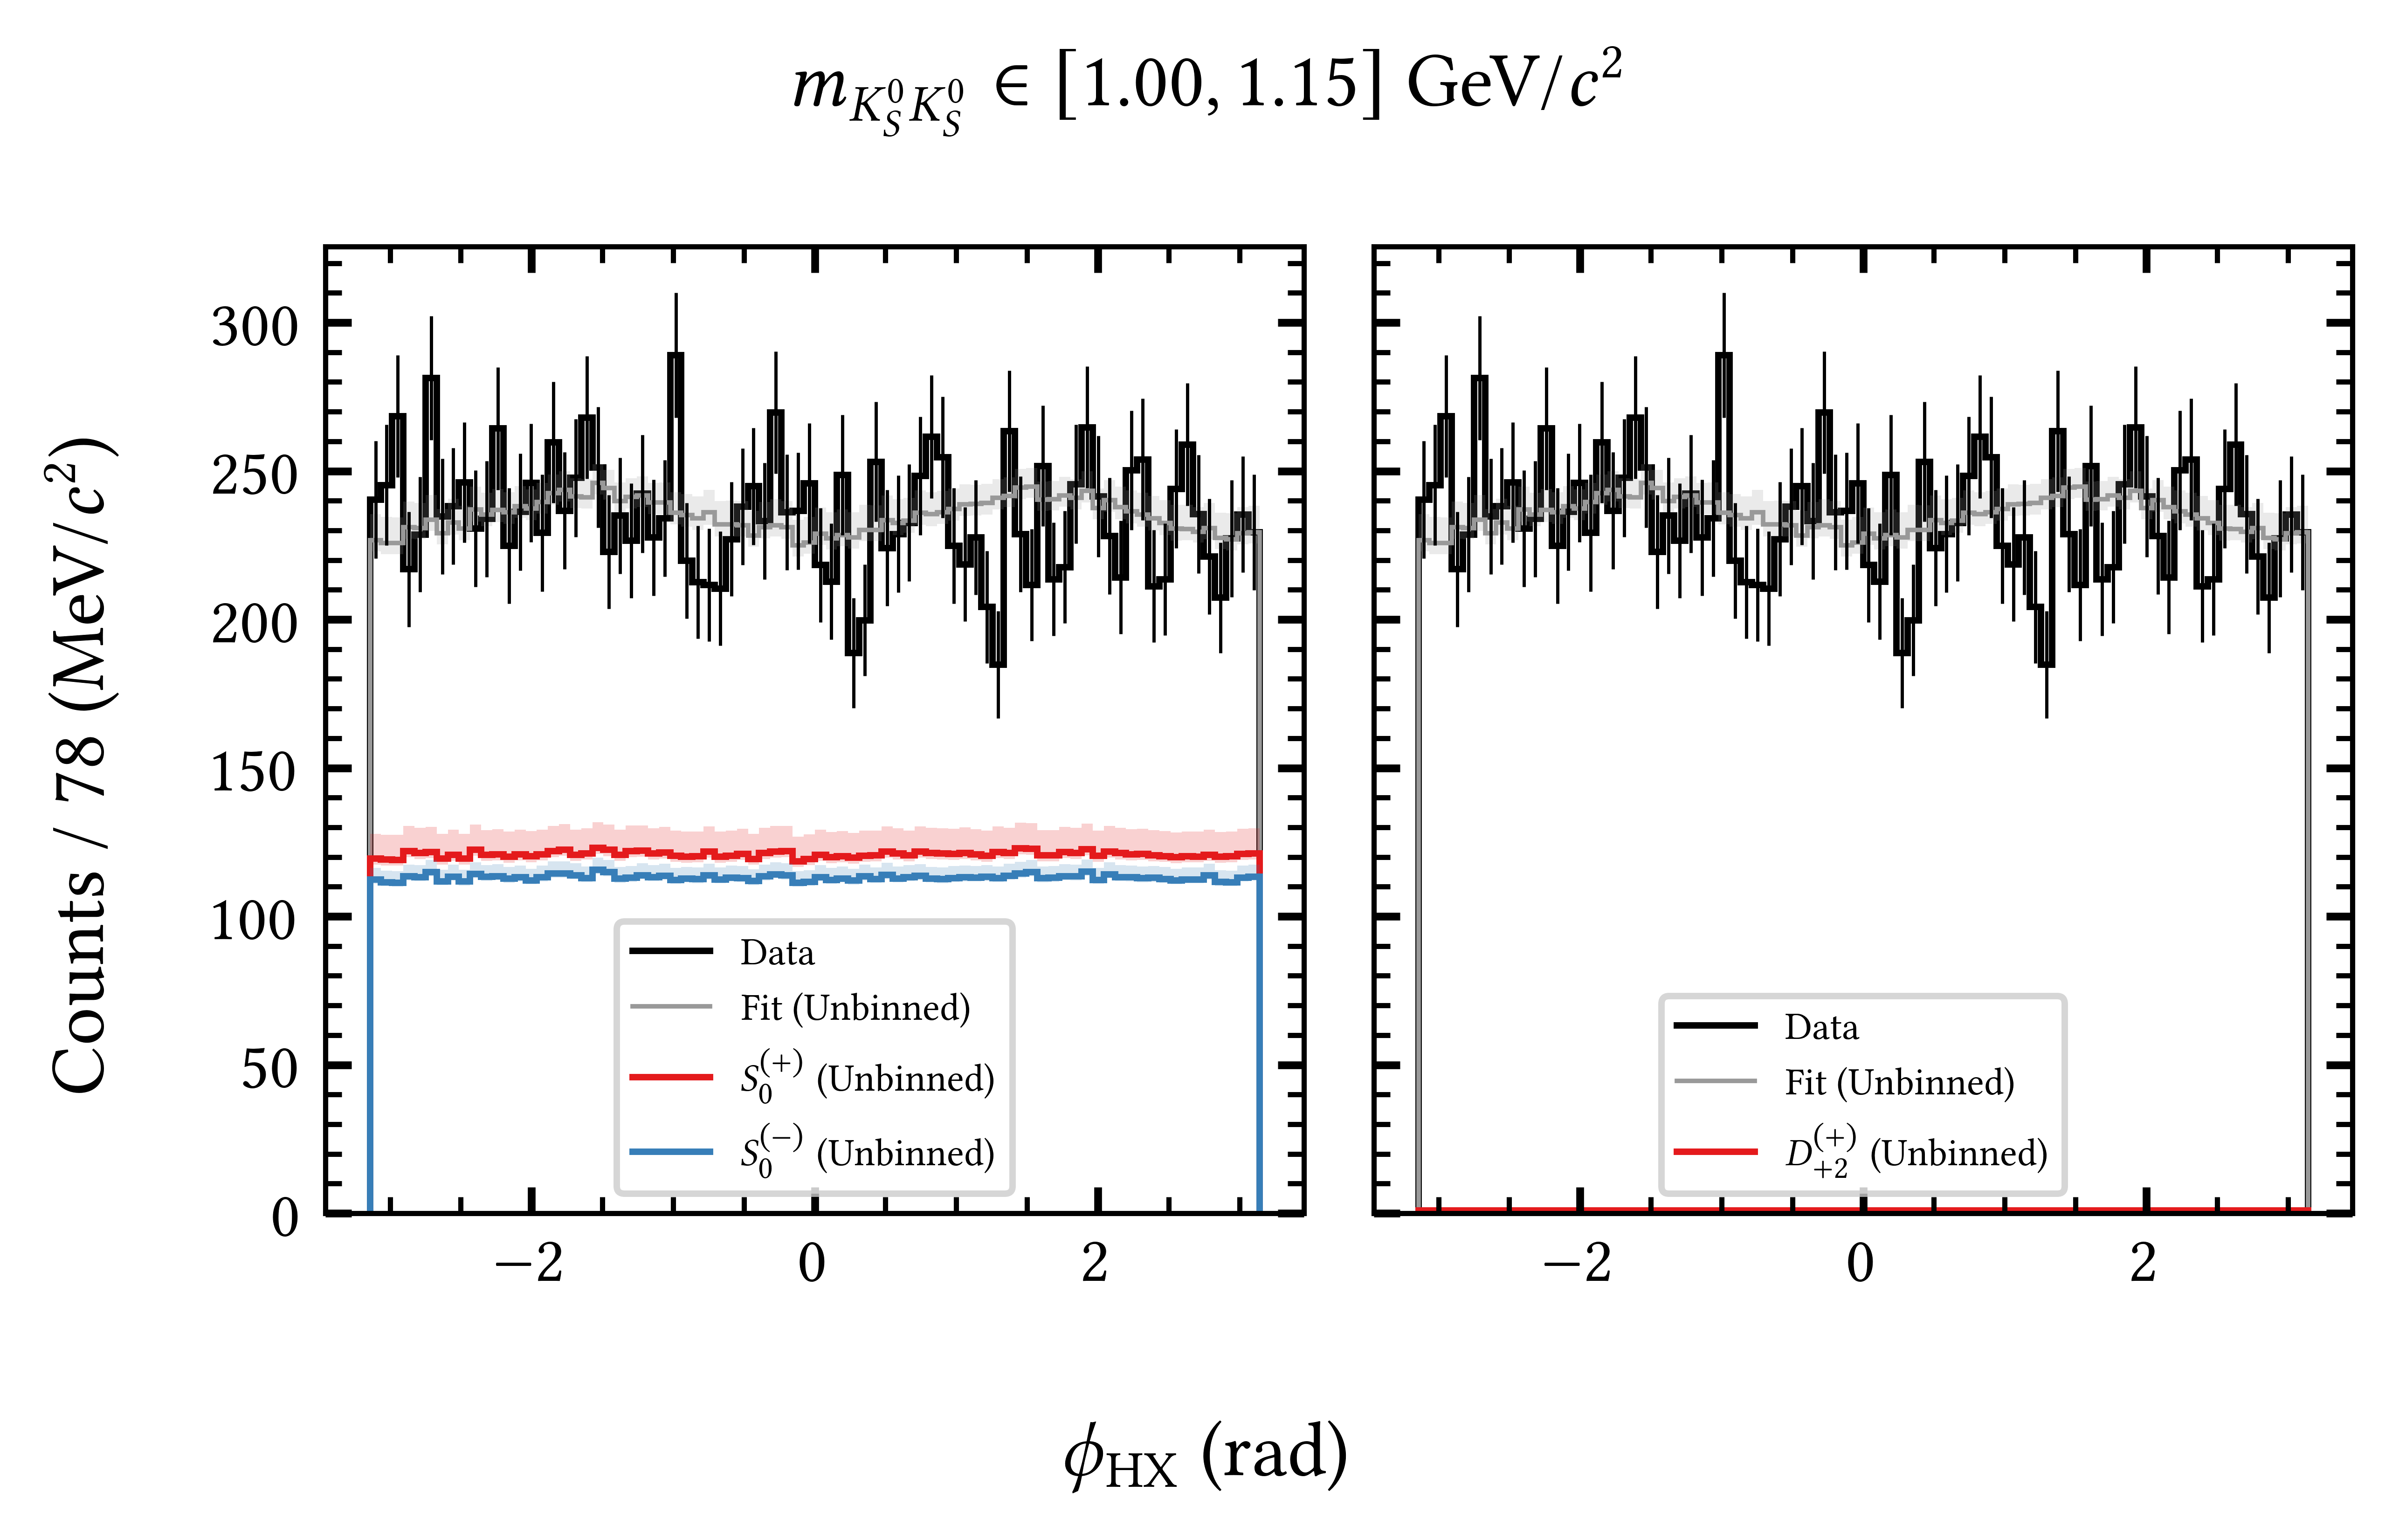 m_{K_S^0 K_S^0} ∈ [1.00, 1.15] GeV/c²
Counts / 78 (MeV/c²)
300
250
200
150
100
50
0
Data
Fit (Unbinned)
S_0^{(+)} (Unbinned)
S_0^{(−)} (Unbinned)
Data
Fit (Unbinned)
D_{+2}^{(+)} (Unbinned)
−2 0 2
−2 0 2
ϕ_{HX} (rad)